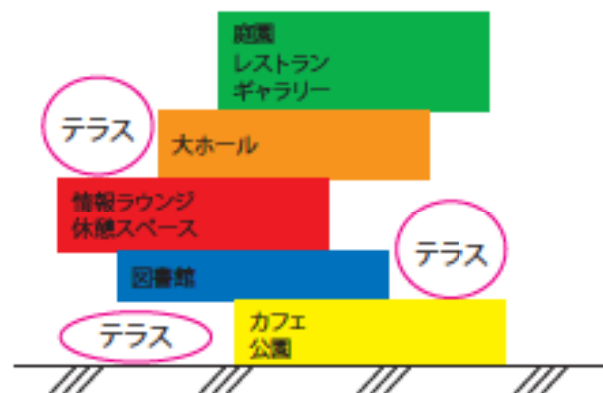 庭園
レストラン
ギャラリー
テラス
大ホール
情報ラウンジ
休憩スペース
テラス
図書館
カフェ
公園
テラス